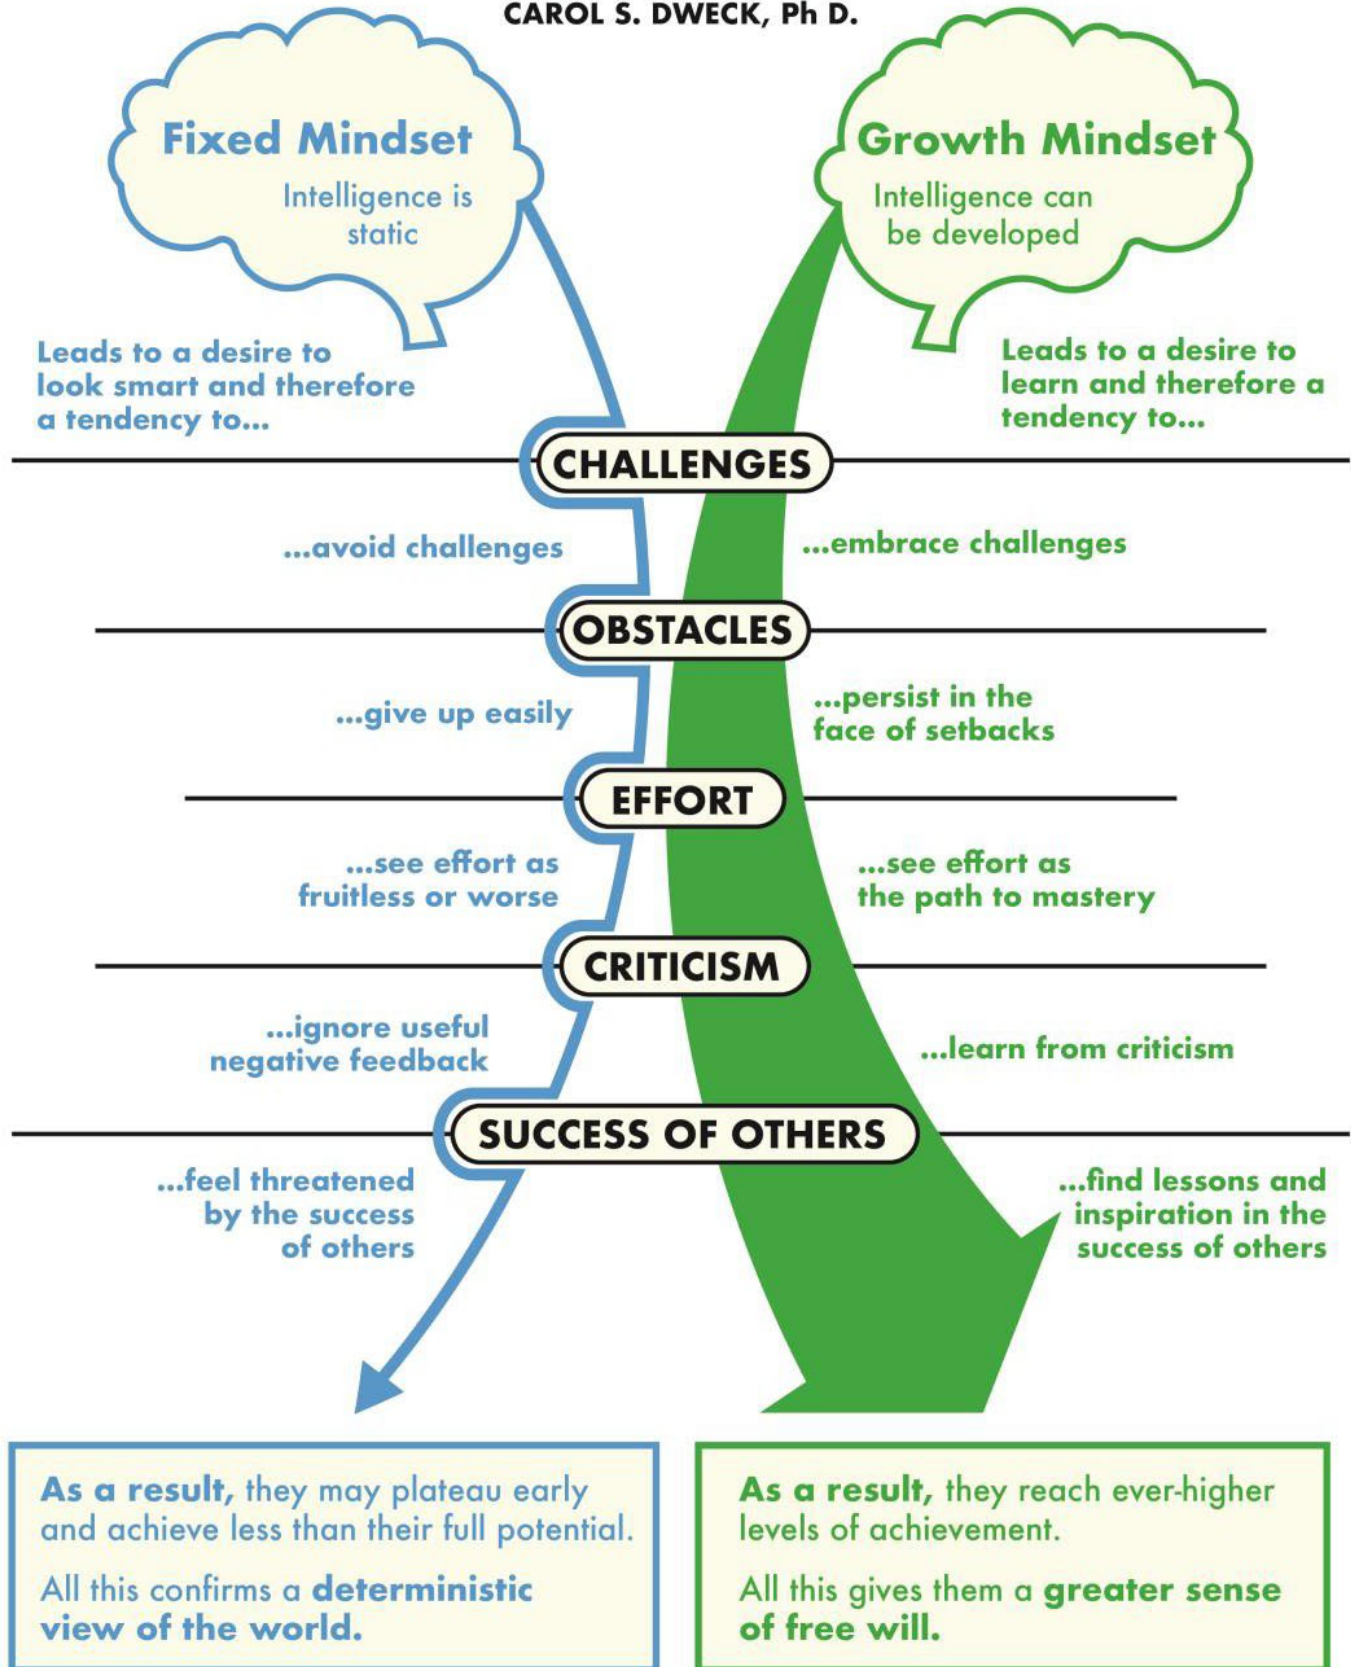 CAROL S. DWECK, Ph D.
Fixed Mindset
Intelligence is
static
Growth Mindset
Intelligence can
be developed
Leads to a desire to
look smart and therefore
a tendency to...
Leads to a desire to
learn and therefore a
tendency to...
CHALLENGES
...avoid challenges
...embrace challenges
OBSTACLES
...give up easily
...persist in the
face of setbacks
EFFORT
...see effort as
fruitless or worse
...see effort as
the path to mastery
CRITICISM
...ignore useful
negative feedback
...learn from criticism
SUCCESS OF OTHERS
...feel threatened
by the success
of others
...find lessons and
inspiration in the
success of others
As a result, they may plateau early
and achieve less than their full potential.
All this confirms a deterministic
view of the world.
As a result, they reach ever-higher
levels of achievement.
All this gives them a greater sense
of free will.